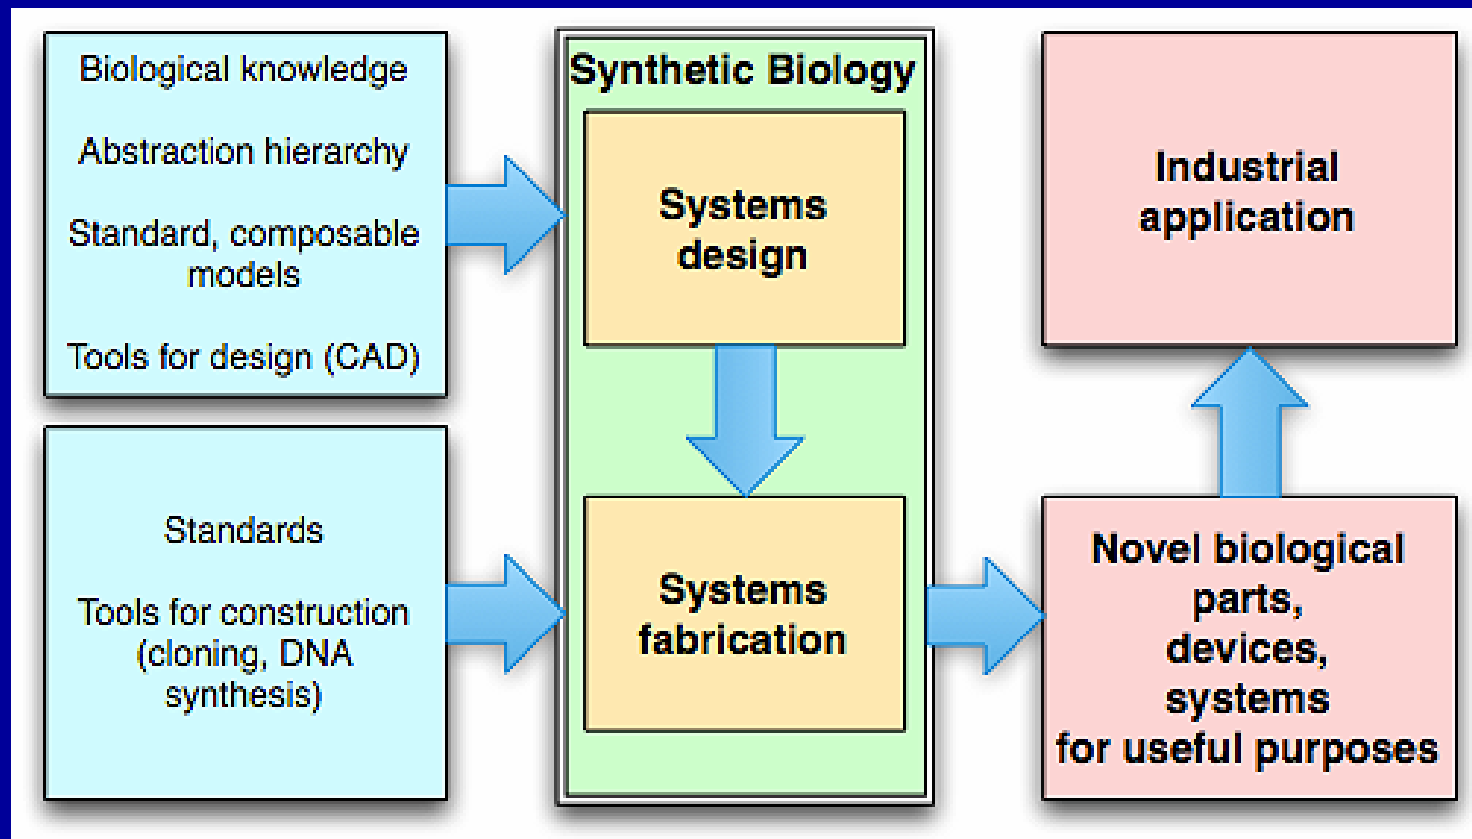 Biological knowledge
Abstraction hierarchy
Standard, composable
models
Tools for design (CAD)
Standards
Tools for construction
(cloning, DNA
synthesis)
Synthetic Biology
Systems
design
Systems
fabrication
Industrial
application
Novel biological
parts,
devices,
systems
for useful purposes